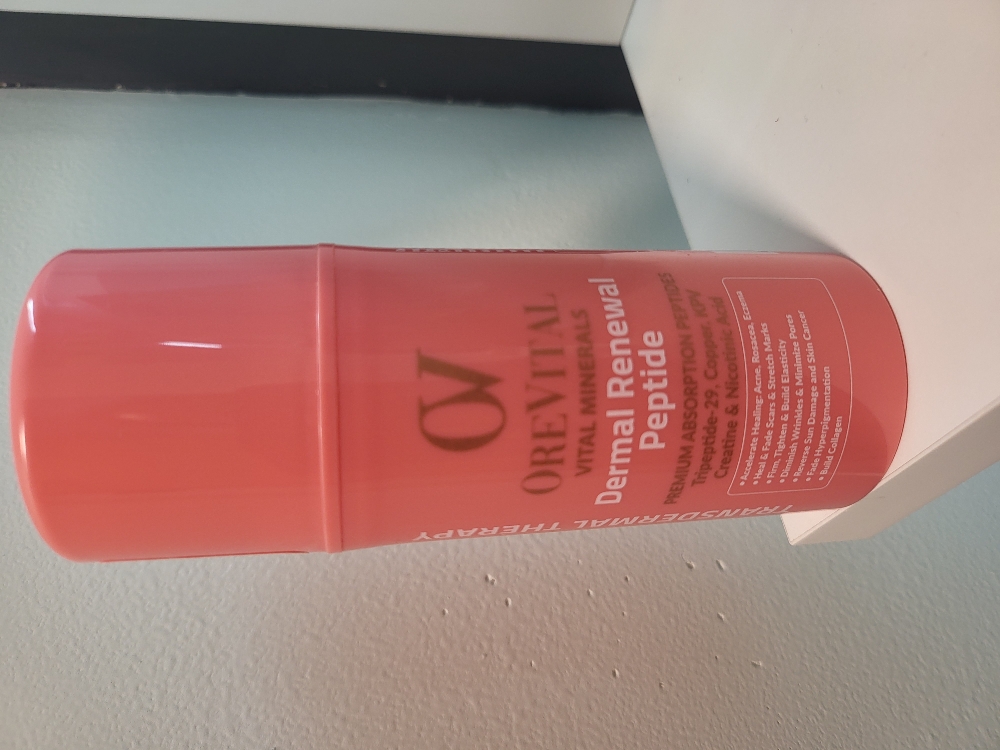 OV
OREVITAL
VITAL MINERALS
Dermal Renewal
Peptide
PREMIUM ABSORPTION PEPTIDES
Tripeptide-29, Copper, KPV
Creatine & Nicotinic Acid
• Accelerate Healing: Acne, Rosacea, Eczema
• Heal & Fade Scars & Stretch Marks
• Firm, Tighten & Build Elasticity
• Diminish Wrinkles & Minimize Pores
• Reverse Sun Damage and Skin Cancer
• Fade Hyperpigmentation
• Build Collagen
TRANSDERMAL THERAPY